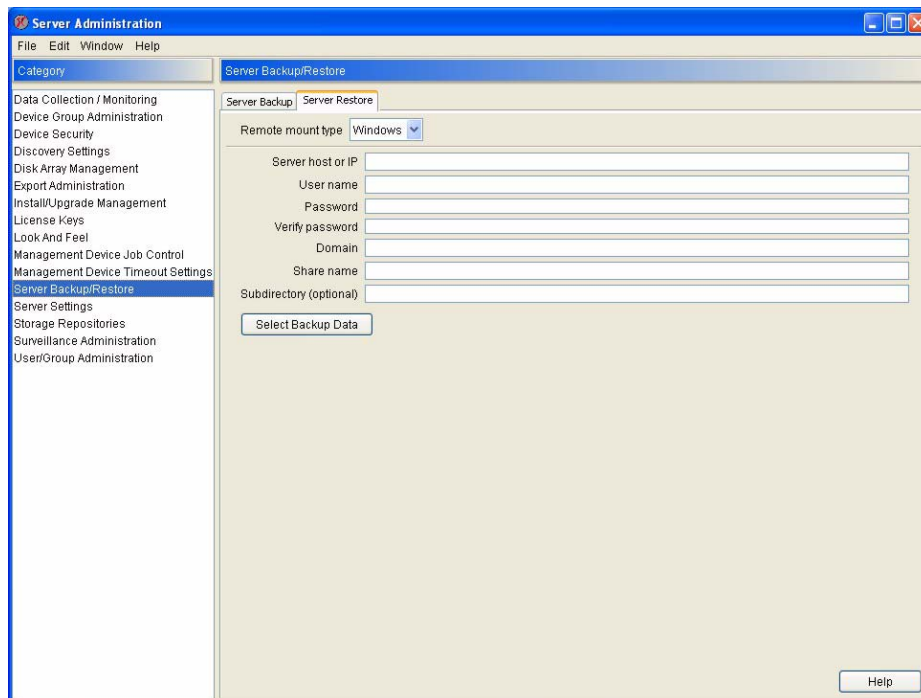 Server Administration
File Edit Window Help
Category
Server Backup/Restore
Data Collection / Monitoring
Device Group Administration
Device Security
Discovery Settings
Disk Array Management
Export Administration
Install/Upgrade Management
License Keys
Look And Feel
Management Device Job Control
Management Device Timeout Settings
Server Backup/Restore
Server Settings
Storage Repositories
Surveillance Administration
User/Group Administration
Server Backup Server Restore
Remote mount type Windows
Server host or IP
User name
Password
Verify password
Domain
Share name
Subdirectory (optional)
Select Backup Data
Help